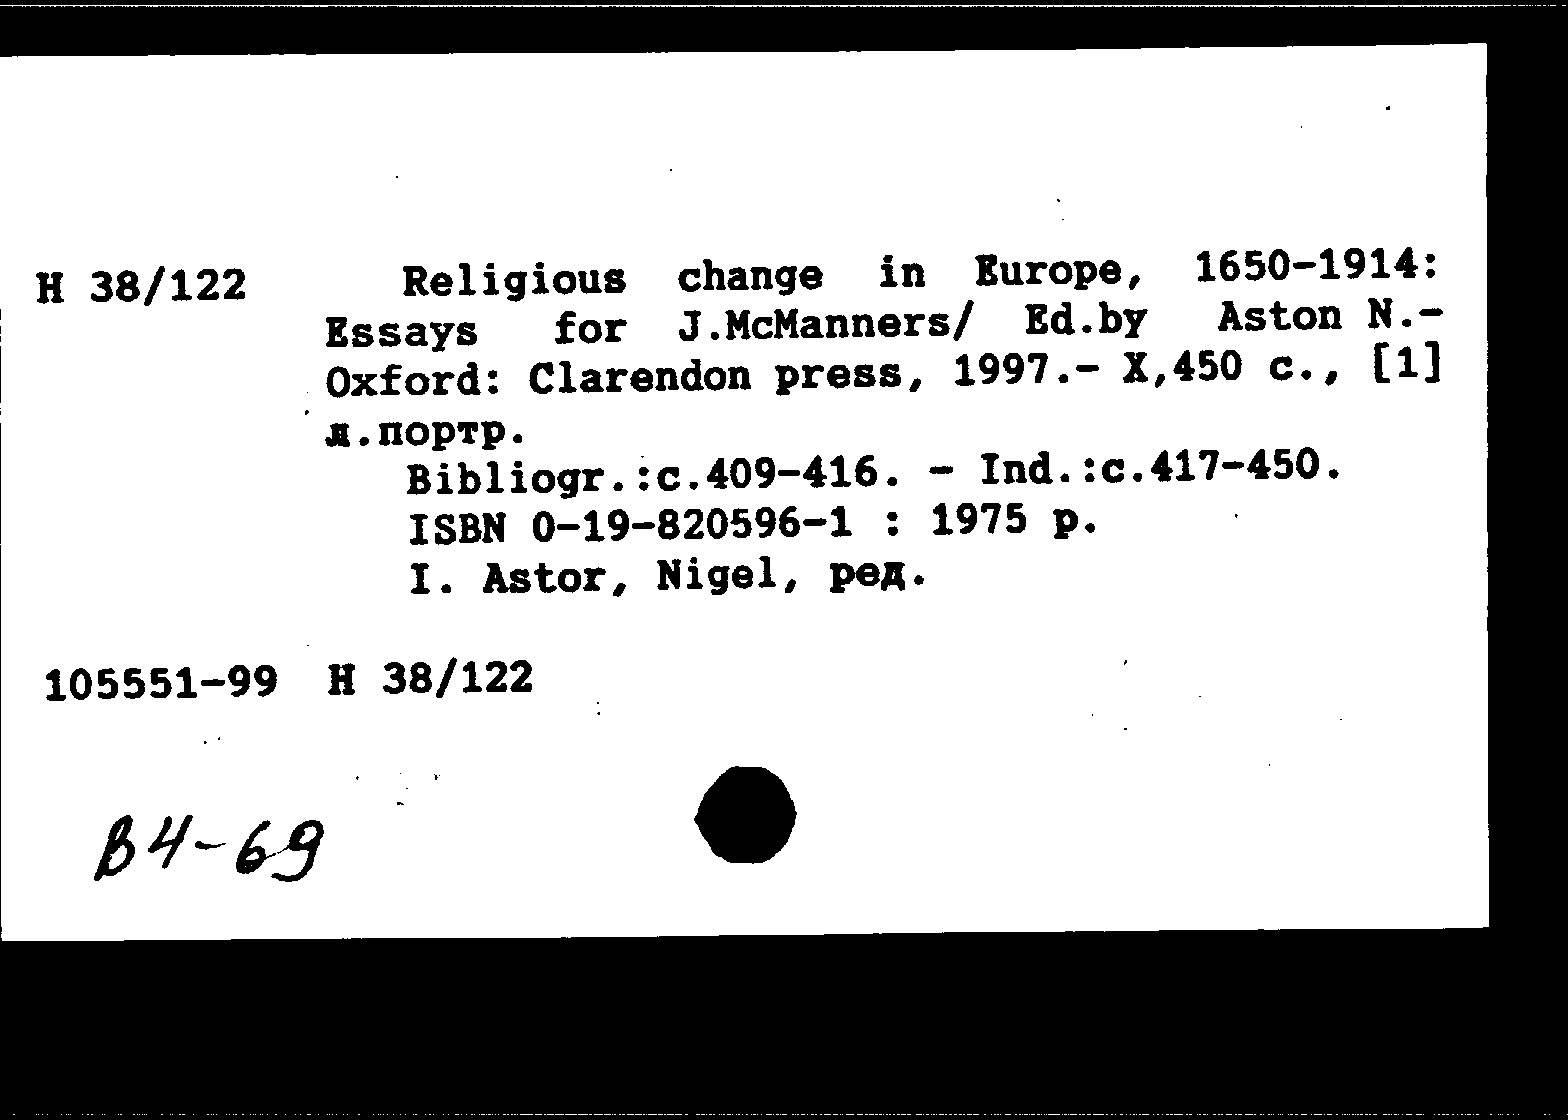 H 38/122 Religious change in Europe, 1650-1914:
Essays for J.McManners/ Ed.by Aston N.-
Oxford: Clarendon press, 1997.- X,450 с., [1]
л.портр.
Bibliogr.:с.409-416. - Ind.:с.417-450.
ISBN 0-19-820596-1 : 1975 р.
I. Astor, Nigel, ред.
105551-99 H 38/122
В4-69